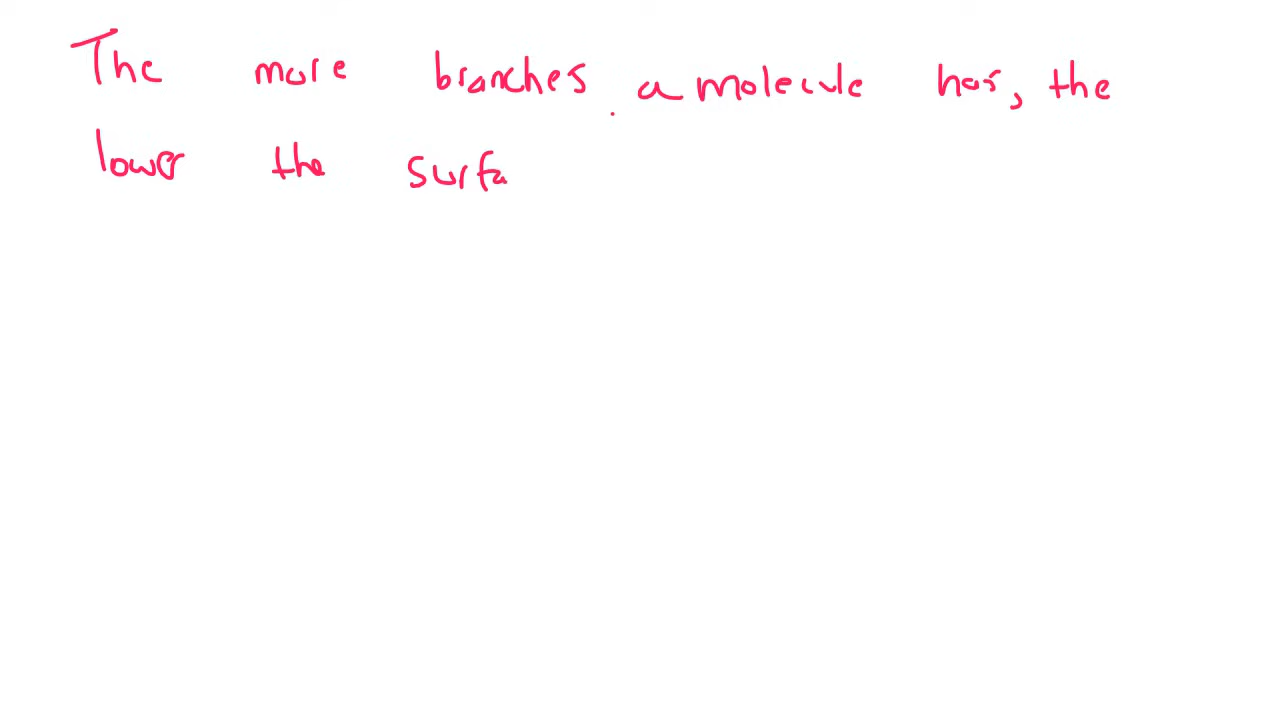 The more branches a molecule has, the
lower the surfa